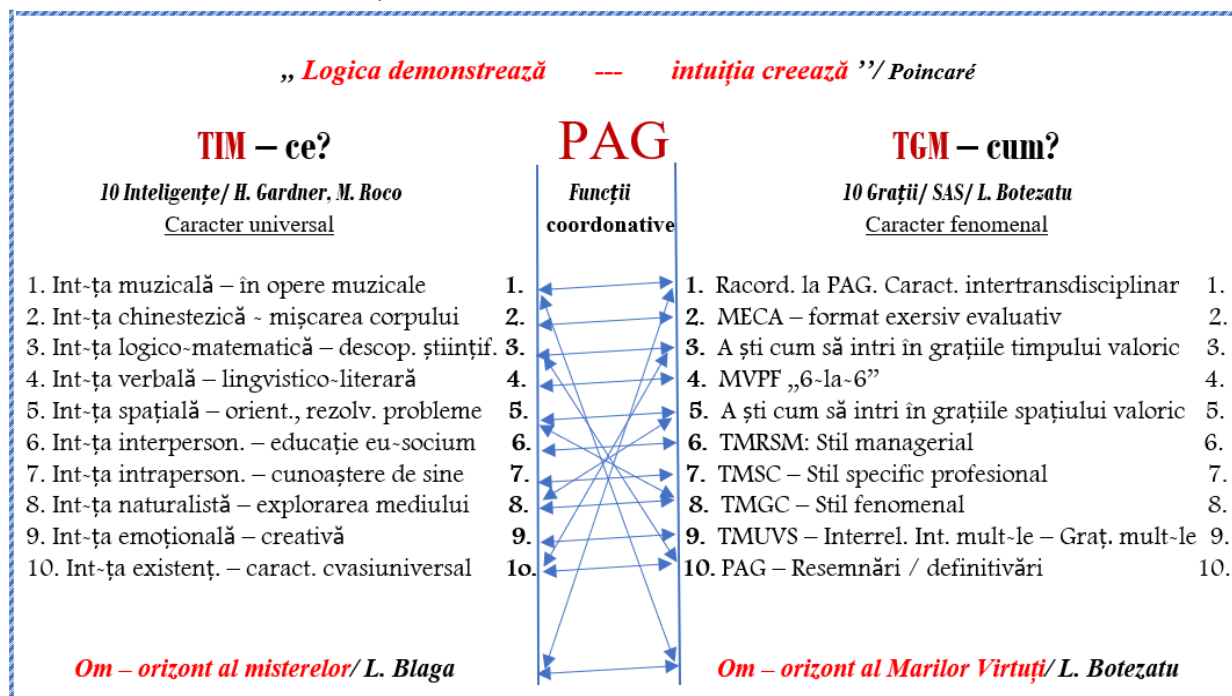 „ Logica demonstrează --- intuiția creează ’’/ Poincaré
TIM – ce? PAG TGM – cum?
10 Inteligențe/ H. Gardner, M. Roco Funcții 10 Grații/ SAS/ L. Botezatu
Caracter universal coordonative Caracter fenomenal
1. Int-ța muzicală – în opere muzicale 1. 1. Racord. la PAG. Caract. intertransdisciplinar 1.
2. Int-ța chinestezică - mișcarea corpului 2. 2. MECA – format exersiv evaluativ 2.
3. Int-ța logico-matematică – descop. științif. 3. 3. A ști cum să intri în grațiile timpului valoric 3.
4. Int-ța verbală – lingvistico-literară 4. 4. MVPF „6-la-6” 4.
5. Int-ța spațială – orient., rezolv. probleme 5. 5. A ști cum să intri în grațiile spațiului valoric 5.
6. Int-ța interperson. – educație eu-socium 6. 6. TMRSM: Stil managerial 6.
7. Int-ța intraperson. – cunoaștere de sine 7. 7. TMSC – Stil specific profesional 7.
8. Int-ța naturalistă – explorarea mediului 8. 8. TMGC – Stil fenomenal 8.
9. Int-ța emoțională – creativă 9. 9. TMUVS – Interrel. Int. mult-le – Graț. mult-le 9.
10. Int-ța existenț. – caract. cvasiuniversal 1o. 10. PAG – Resemnări / definitivări 10.
Om – orizont al misterelor/ L. Blaga Om – orizont al Marilor Virtuți/ L. Botezatu